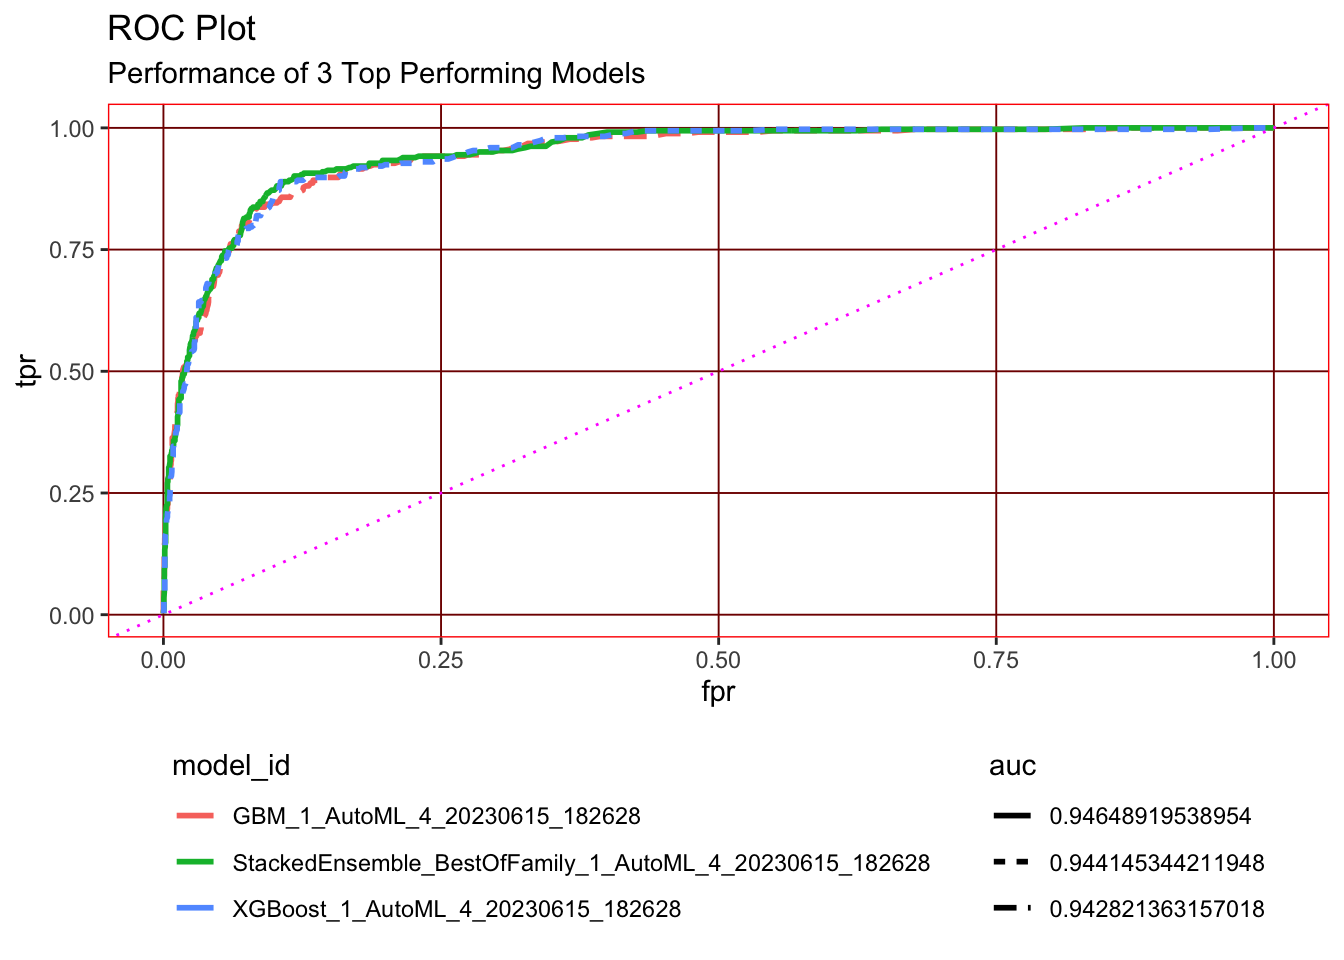 ROC Plot
Performance of 3 Top Performing Models
1.00
0.75
0.50
0.25
0.00
tpr
0.00 0.25 0.50 0.75 1.00
fpr
model_id
GBM_1_AutoML_4_20230615_182628
StackedEnsemble_BestOfFamily_1_AutoML_4_20230615_182628
XGBoost_1_AutoML_4_20230615_182628
auc
0.94648919538954
0.944145344211948
0.942821363157018